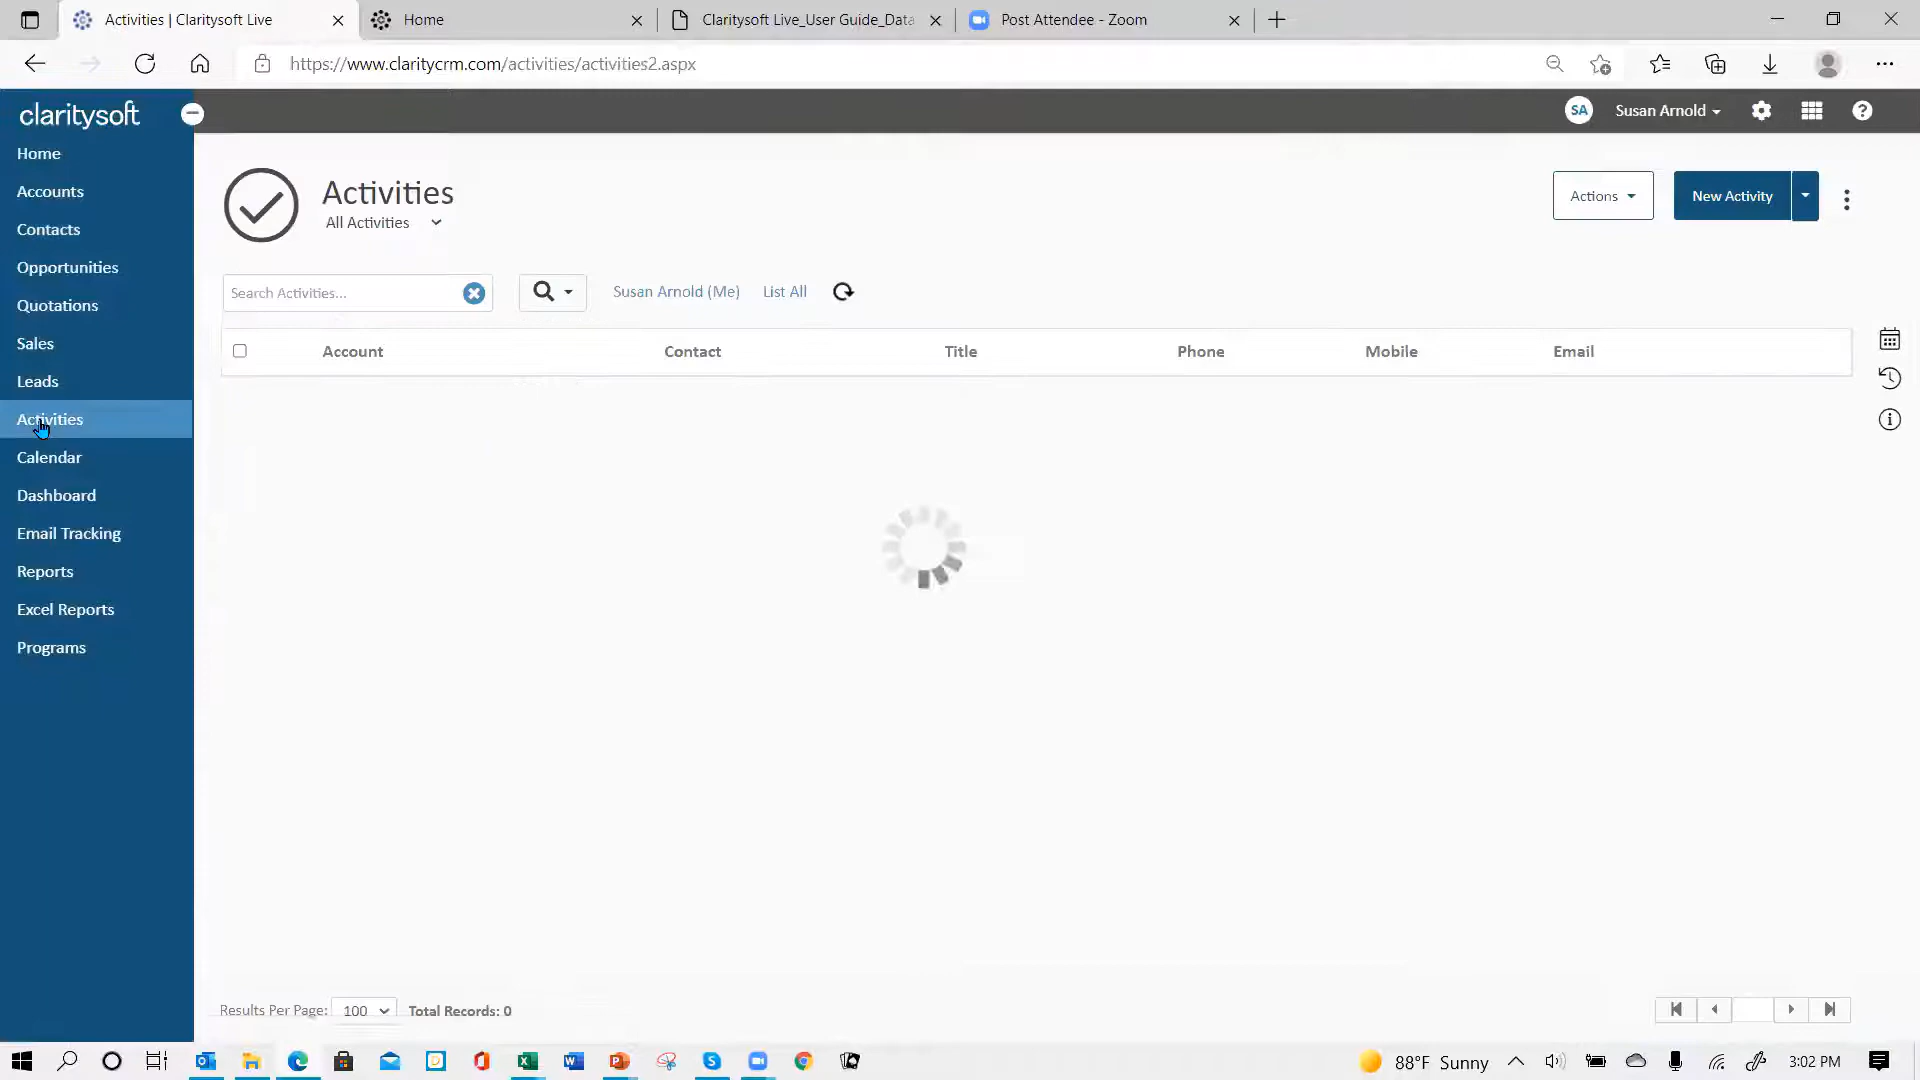 Activities | Claritysoft Live
Home
Claritysoft Live_User Guide_Data
Post Attendee - Zoom
https://www.claritycrm.com/activities/activities2.aspx
claritysoft
SA
Susan Arnold
Home
Accounts
Contacts
Opportunities
Quotations
Sales
Leads
Activities
Calendar
Dashboard
Email Tracking
Reports
Excel Reports
Programs
Activities
All Activities
Actions
New Activity
Search Activities...
Susan Arnold (Me)
List All
Account
Contact
Title
Phone
Mobile
Email
Results Per Page: 100
Total Records: 0
88°F Sunny
3:02 PM